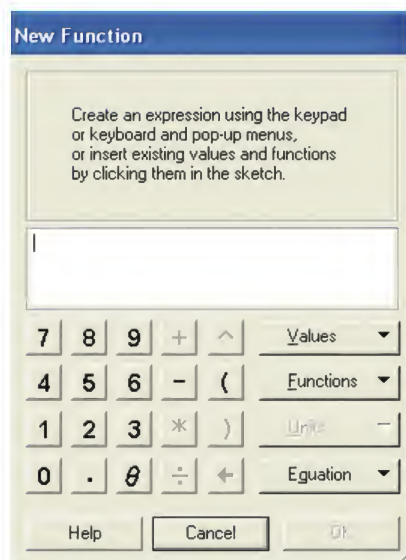 New Function
Create an expression using the keypad
or keyboard and pop-up menus,
or insert existing values and functions
by clicking them in the sketch.
7 8 9 + ^ Values
4 5 6 - ( Functions
1 2 3 * ) Units
0 . θ ÷ ← Equation
Help Cancel OK